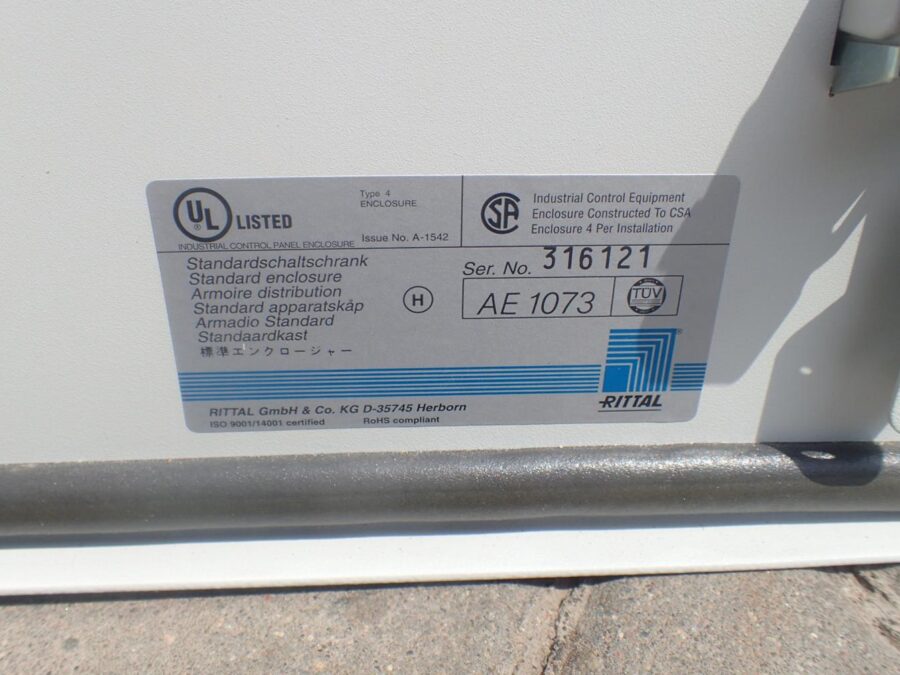 UL ® LISTED
Type 4
ENCLOSURE
INDUSTRIAL CONTROL PANEL ENCLOSURE
Issue No. A-1542
SA Industrial Control Equipment
Enclosure Constructed To CSA
Enclosure 4 Per Installation
Standardschaltschrank
Standard enclosure
Armoire distribution
Standard apparatskåp
Armadio Standard
Standaardkast
標準エンクロージャー
H
Ser. No. 316121
AE 1073
TÜV
®
RITTAL
RITTAL GmbH & Co. KG D-35745 Herborn
ISO 9001/14001 certified RoHS compliant